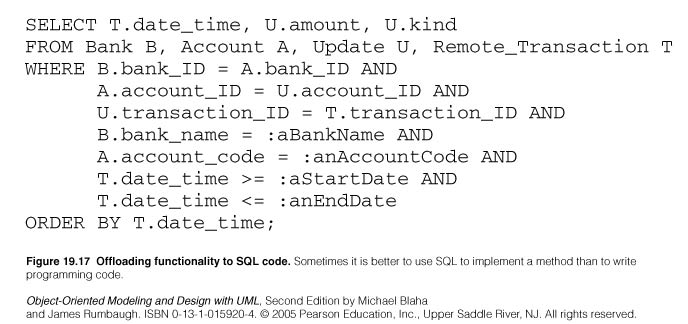 SELECT T.date_time, U.amount, U.kind
FROM Bank B, Account A, Update U, Remote_Transaction T
WHERE B.bank_ID = A.bank_ID AND
A.account_ID = U.account_ID AND
U.transaction_ID = T.transaction_ID AND
B.bank_name = :aBankName AND
A.account_code = :anAccountCode AND
T.date_time >= :aStartDate AND
T.date_time <= :anEndDate
ORDER BY T.date_time;
Figure 19.17 Offloading functionality to SQL code. Sometimes it is better to use SQL to implement a method than to write
programming code.
Object-Oriented Modeling and Design with UML, Second Edition by Michael Blaha
and James Rumbaugh. ISBN 0-13-1-015920-4. © 2005 Pearson Education, Inc., Upper Saddle River, NJ. All rights reserved.